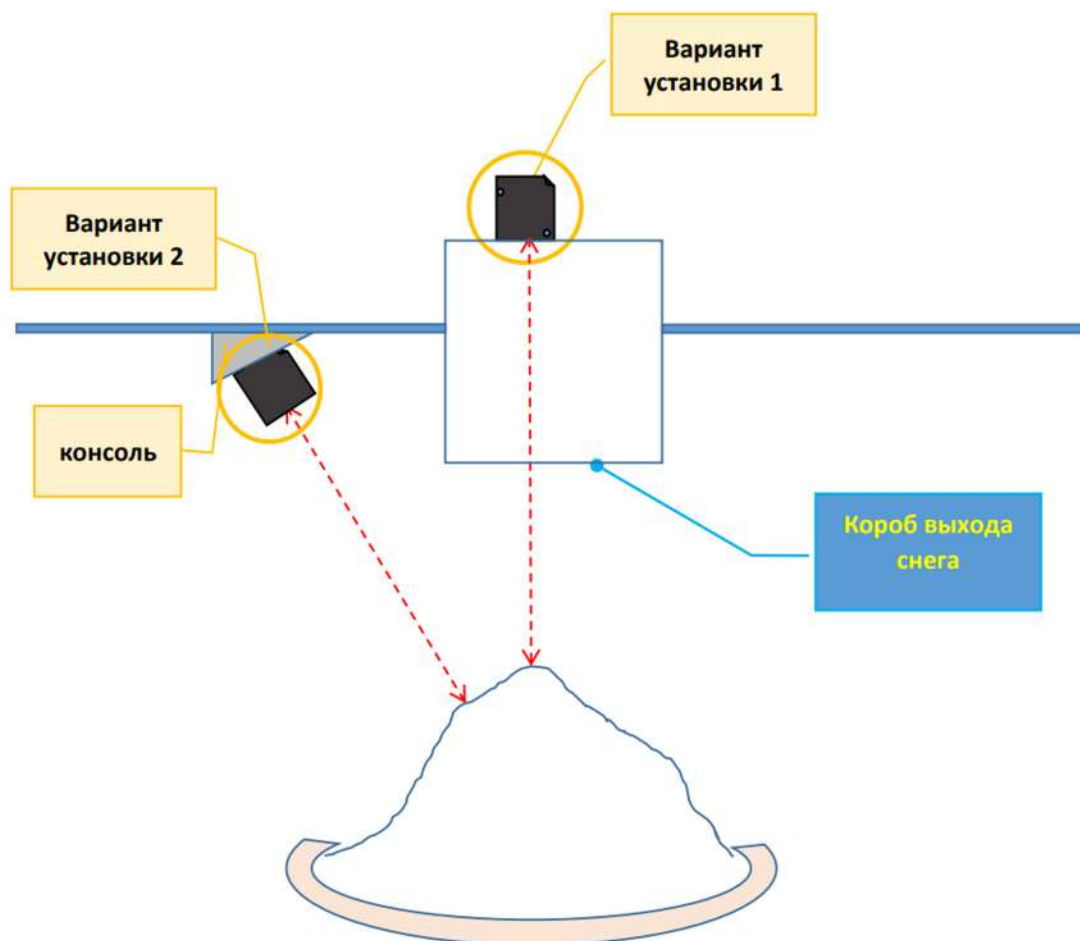 Вариант
установки 1
Вариант
установки 2
консоль
Короб выхода
снега